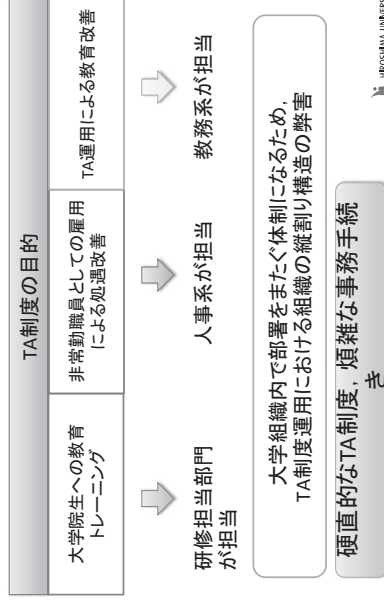 TA制度の目的
大学院生への教育
トレーニング
非常勤職員としての雇用
による処遇改善
TA運用による教育改善
研修担当部門
が担当
人事系が担当
教務系が担当
大学組織内で部署をまたぐ体制になるため,
TA制度運用における組織の縦割り構造の弊害
硬直的なTA制度, 煩雑な事務手続
き
HIROSHIMA UNIVERS